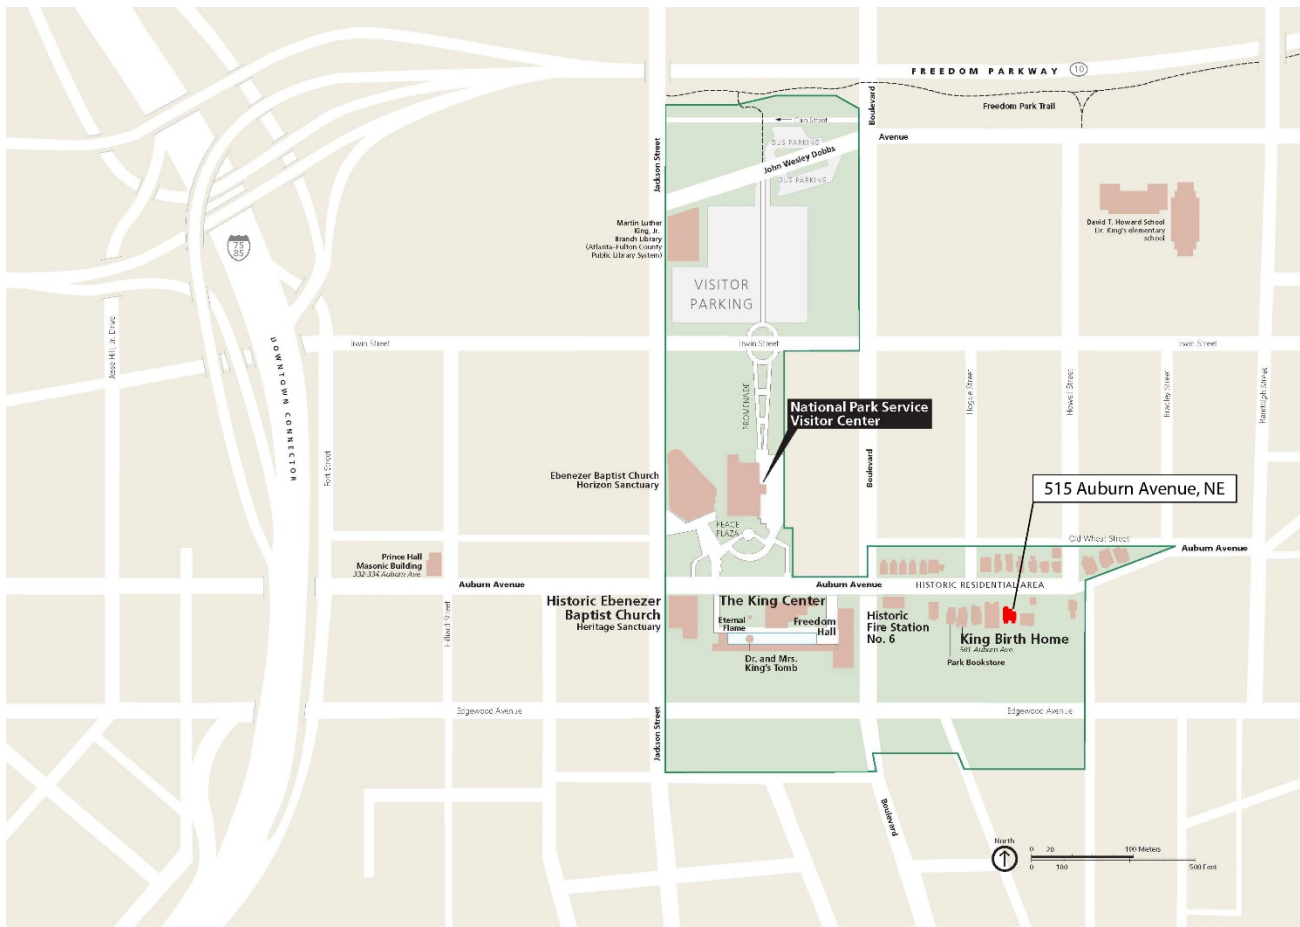 FREEDOM PARKWAY
10
Freedom Park Trail
Boulevard
Cain Street
Avenue
BUS PARKING
John Wesley Dobbs
BUS PARKING
Jackson Street
Martin Luther
King, Jr.
Branch Library
(Atlanta–Fulton County
Public Library System)
David T. Howard School
Dr. King's elementary
school
75
85
VISITOR
PARKING
Jesse Hill Jr. Drive
DOWNTOWN CONNECTOR
Irwin Street
Irwin Street
Irwin Street
Hogue Street
Howell Street
Bradley Street
Randolph Street
PROMENADE
National Park Service
Visitor Center
Fort Street
Boulevard
Ebenezer Baptist Church
Horizon Sanctuary
515 Auburn Avenue, NE
PEACE
PLAZA
Old Wheat Street
Auburn Avenue
Prince Hall
Masonic Building
332-334 Auburn Ave.
Auburn Avenue
Auburn Avenue
HISTORIC RESIDENTIAL AREA
Historic Ebenezer
Baptist Church
Heritage Sanctuary
The King Center
Eternal
Flame
Freedom
Hall
Historic
Fire Station
No. 6
King Birth Home
501 Auburn Ave.
Park Bookstore
Hilliard Street
Dr. and Mrs.
King's Tomb
Edgewood Avenue
Jackson Street
Edgewood Avenue
Boulevard
North
0 20 100 Meters
0 100 500 Feet